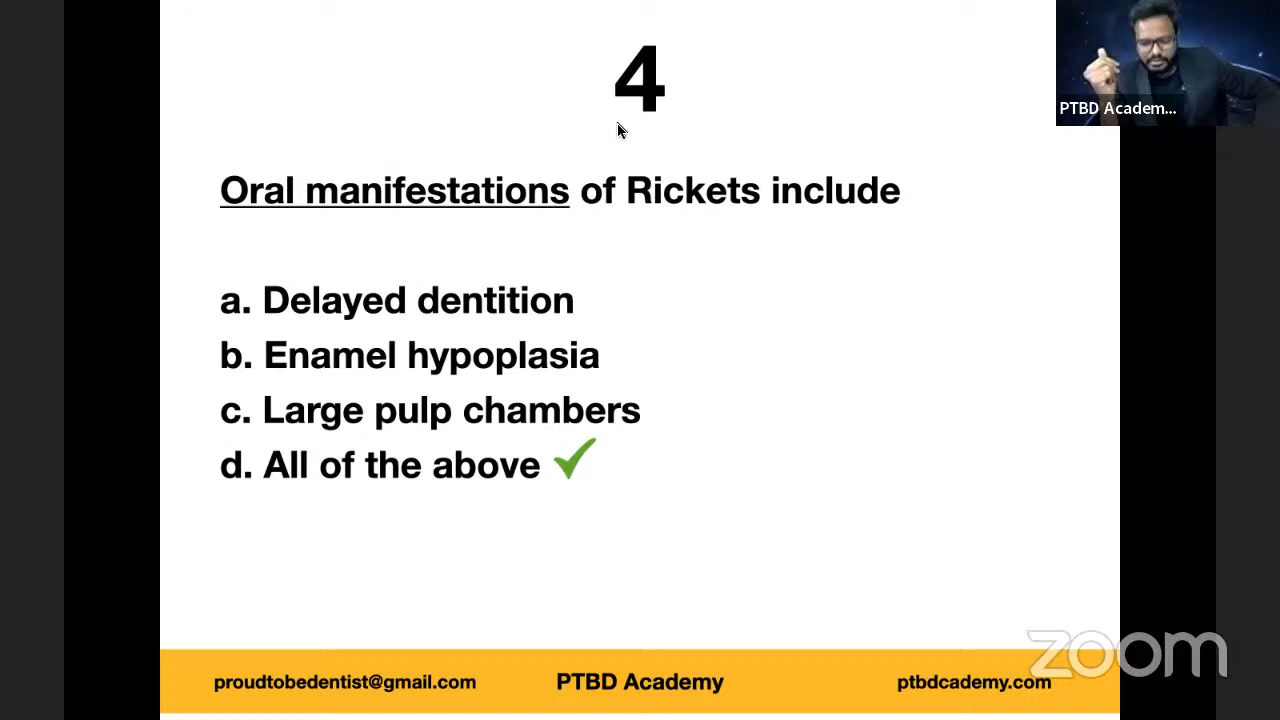 4
PTBD Academ...
Oral manifestations of Rickets include
a. Delayed dentition
b. Enamel hypoplasia
c. Large pulp chambers
d. All of the above
zoom
proudtobedentist@gmail.com PTBD Academy ptbdcademy.com